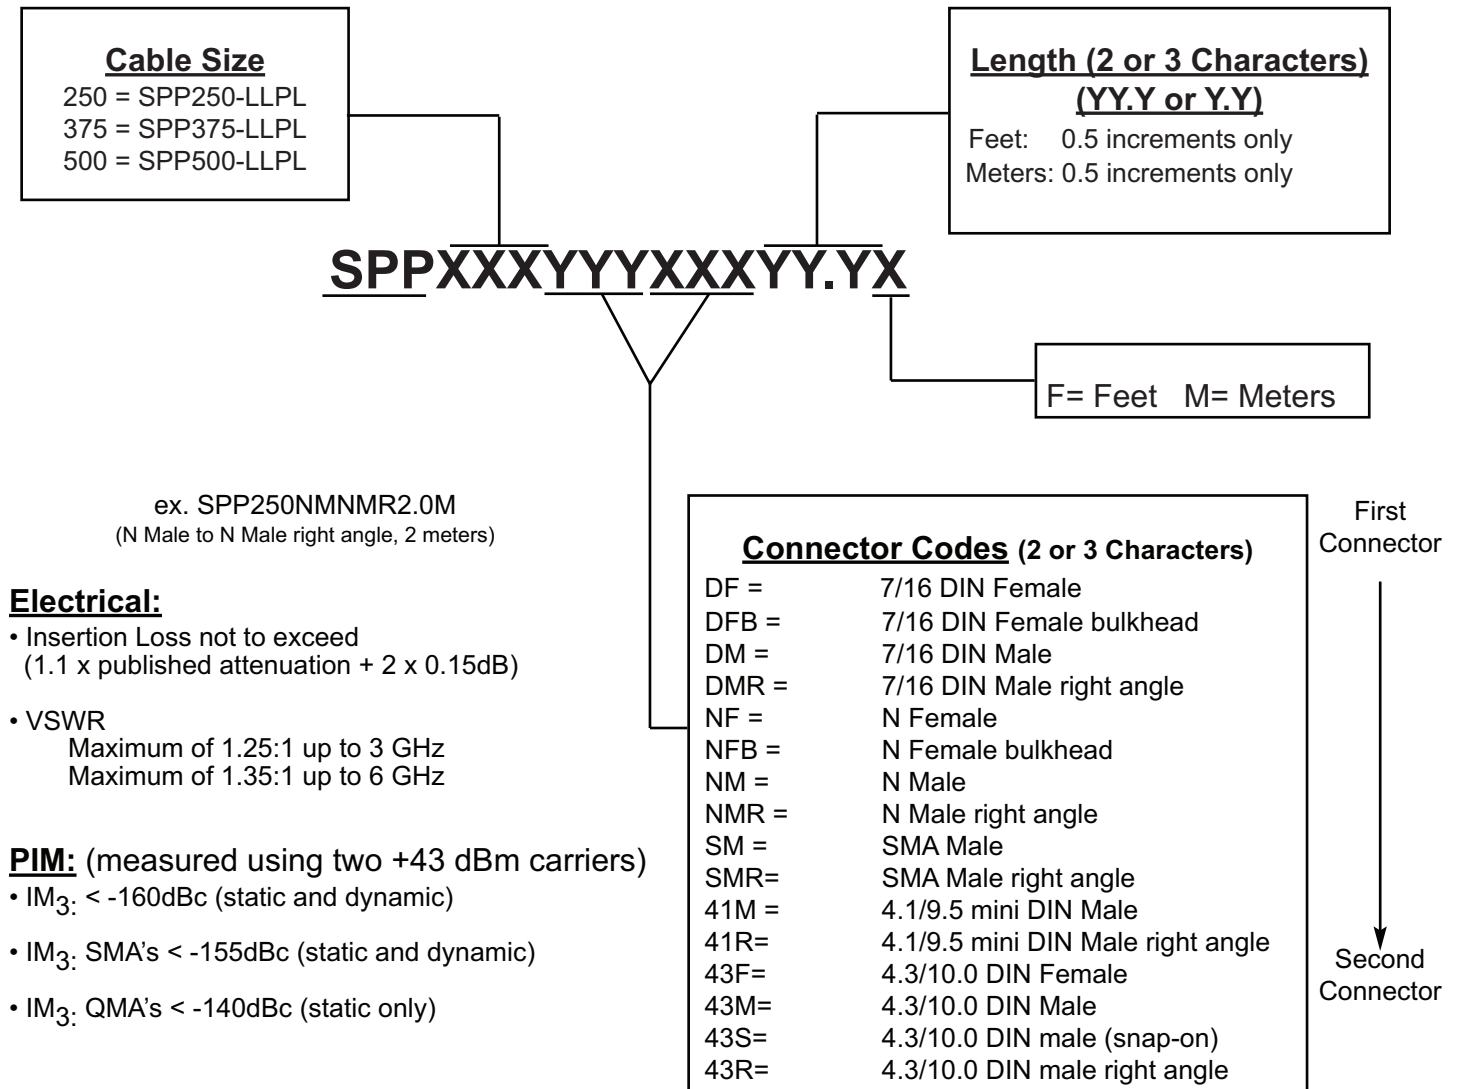 Cable Size
250 = SPP250-LLPL
375 = SPP375-LLPL
500 = SPP500-LLPL
Length (2 or 3 Characters)
(YY.Y or Y.Y)
Feet: 0.5 increments only
Meters: 0.5 increments only
SPPXXXYYYXXXYY.YX
F= Feet M= Meters
ex. SPP250NMNMR2.0M
(N Male to N Male right angle, 2 meters)
Electrical:
• Insertion Loss not to exceed
(1.1 x published attenuation + 2 x 0.15dB)
• VSWR
Maximum of 1.25:1 up to 3 GHz
Maximum of 1.35:1 up to 6 GHz
PIM: (measured using two +43 dBm carriers)
• IM3: < -160dBc (static and dynamic)
• IM3: SMA's < -155dBc (static and dynamic)
• IM3: QMA's < -140dBc (static only)
Connector Codes (2 or 3 Characters)
DF = 7/16 DIN Female
DFB = 7/16 DIN Female bulkhead
DM = 7/16 DIN Male
DMR = 7/16 DIN Male right angle
NF = N Female
NFB = N Female bulkhead
NM = N Male
NMR = N Male right angle
SM = SMA Male
SMR= SMA Male right angle
41M = 4.1/9.5 mini DIN Male
41R= 4.1/9.5 mini DIN Male right angle
43F= 4.3/10.0 DIN Female
43M= 4.3/10.0 DIN Male
43S= 4.3/10.0 DIN male (snap-on)
43R= 4.3/10.0 DIN male right angle
First
Connector
Second
Connector